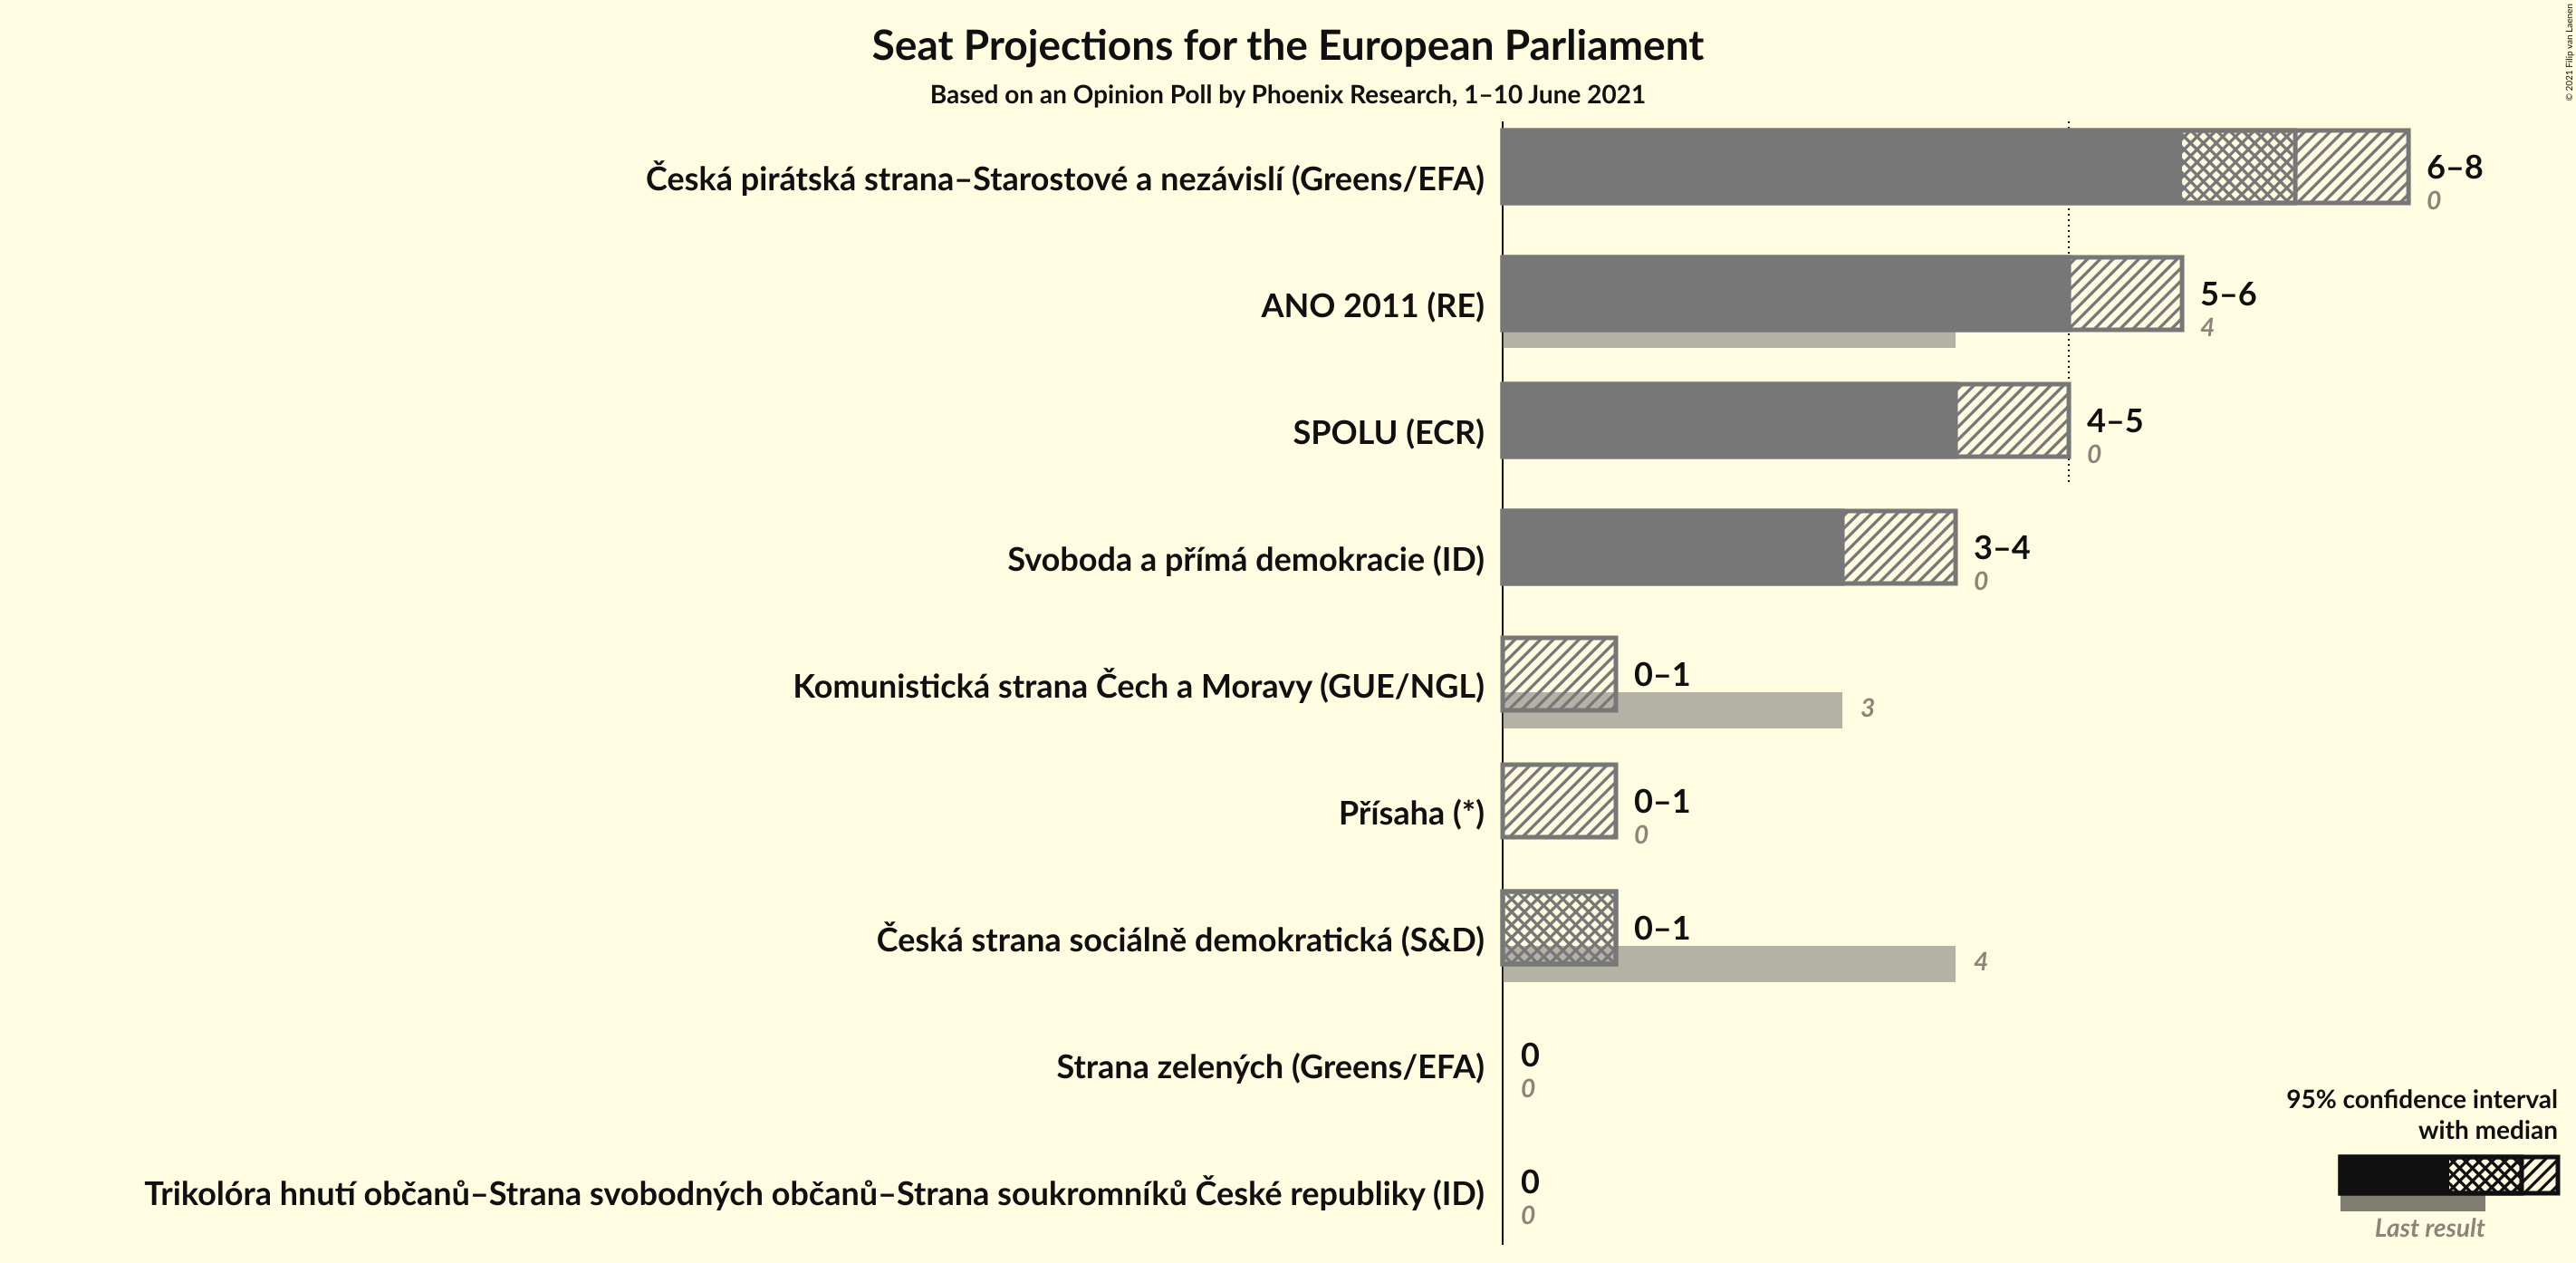 Seat Projections for the European Parliament
Based on an Opinion Poll by Phoenix Research, 1–10 June 2021
© 2021 Filip van Laenen
Česká pirátská strana–Starostové a nezávislí (Greens/EFA)
6–8
0
ANO 2011 (RE)
5–6
4
SPOLU (ECR)
4–5
0
Svoboda a přímá demokracie (ID)
3–4
0
Komunistická strana Čech a Moravy (GUE/NGL)
0–1
3
Přísaha (*)
0–1
0
Česká strana sociálně demokratická (S&D)
0–1
4
Strana zelených (Greens/EFA)
0
0
Trikolóra hnutí občanů–Strana svobodných občanů–Strana soukromníků České republiky (ID)
0
0
95% confidence interval
with median
Last result